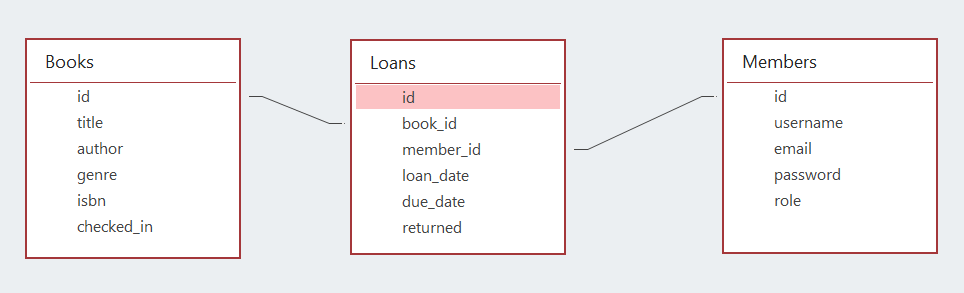 Books
id
title
author
genre
isbn
checked_in
Loans
id
book_id
member_id
loan_date
due_date
returned
Members
id
username
email
password
role